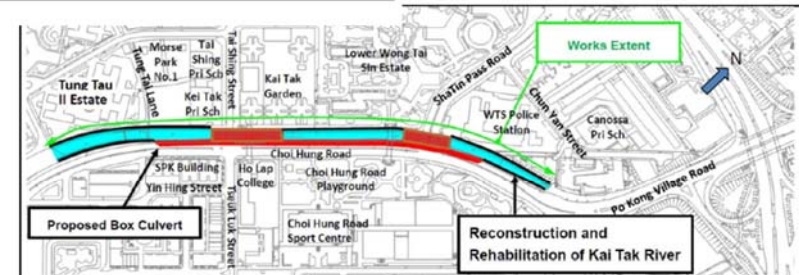 Works Extent
N
Lower Wong Tai
Sin Estate
ShaTin Pass Road
Morse
Park
No.1
Tai
Shing
Pri Sch
Tai Shing Street
Tung Tai Lane
Tung Tau
II Estate
Kai Tak
Garden
Kei Tak
Pri Sch
WTS Police
Station
Chun Yan Street
Canossa
Pri Sch
Choi Hung Road
SPK Building
Yin Hing Street
Ho Lap
College
Choi Hung Road
Playground
Po Kong Village Road
Proposed Box Culvert
Tseuk Luk Street
Choi Hung Road
Sport Centre
Reconstruction and
Rehabilitation of Kai Tak River